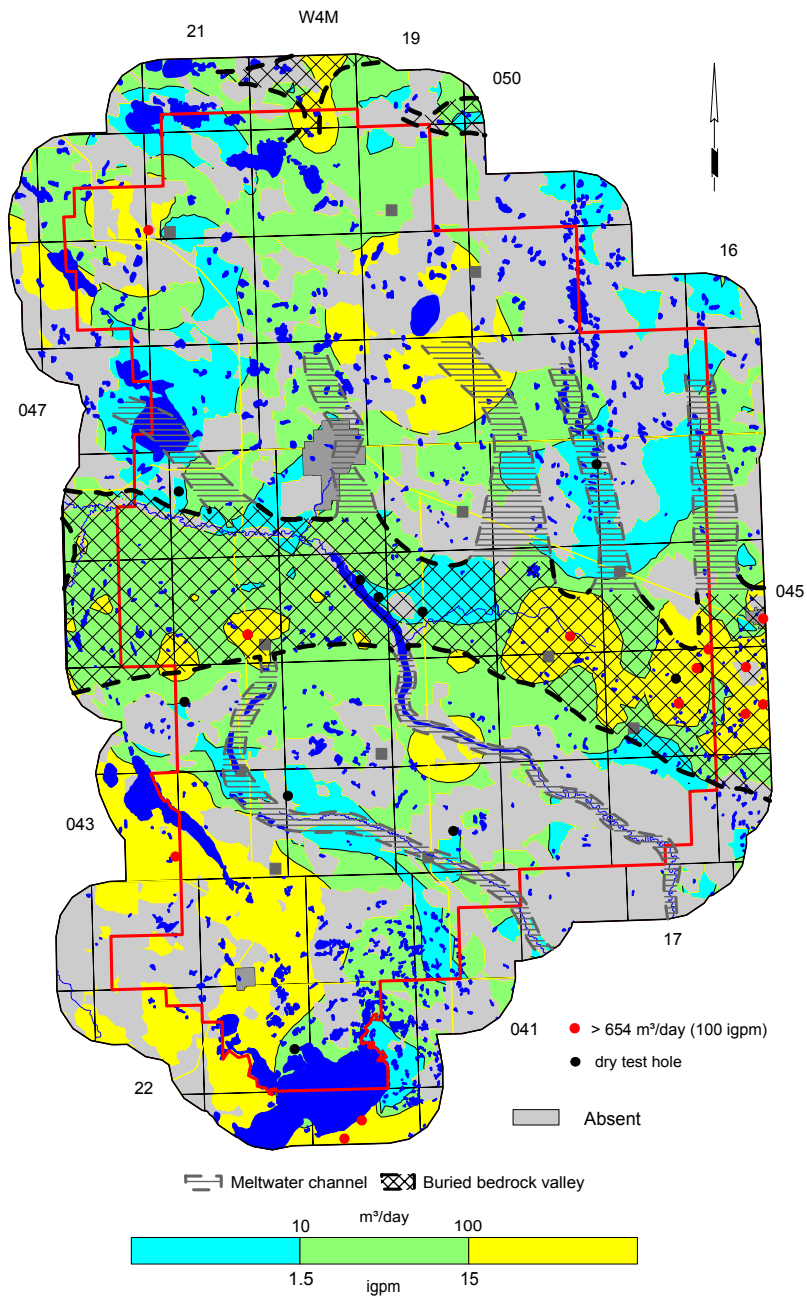 W4M
21
19
050
16
047
045
043
17
041
22
> 654 m³/day (100 igpm)
dry test hole
Absent
Meltwater channel
Buried bedrock valley
m³/day
10
100
1.5
15
igpm